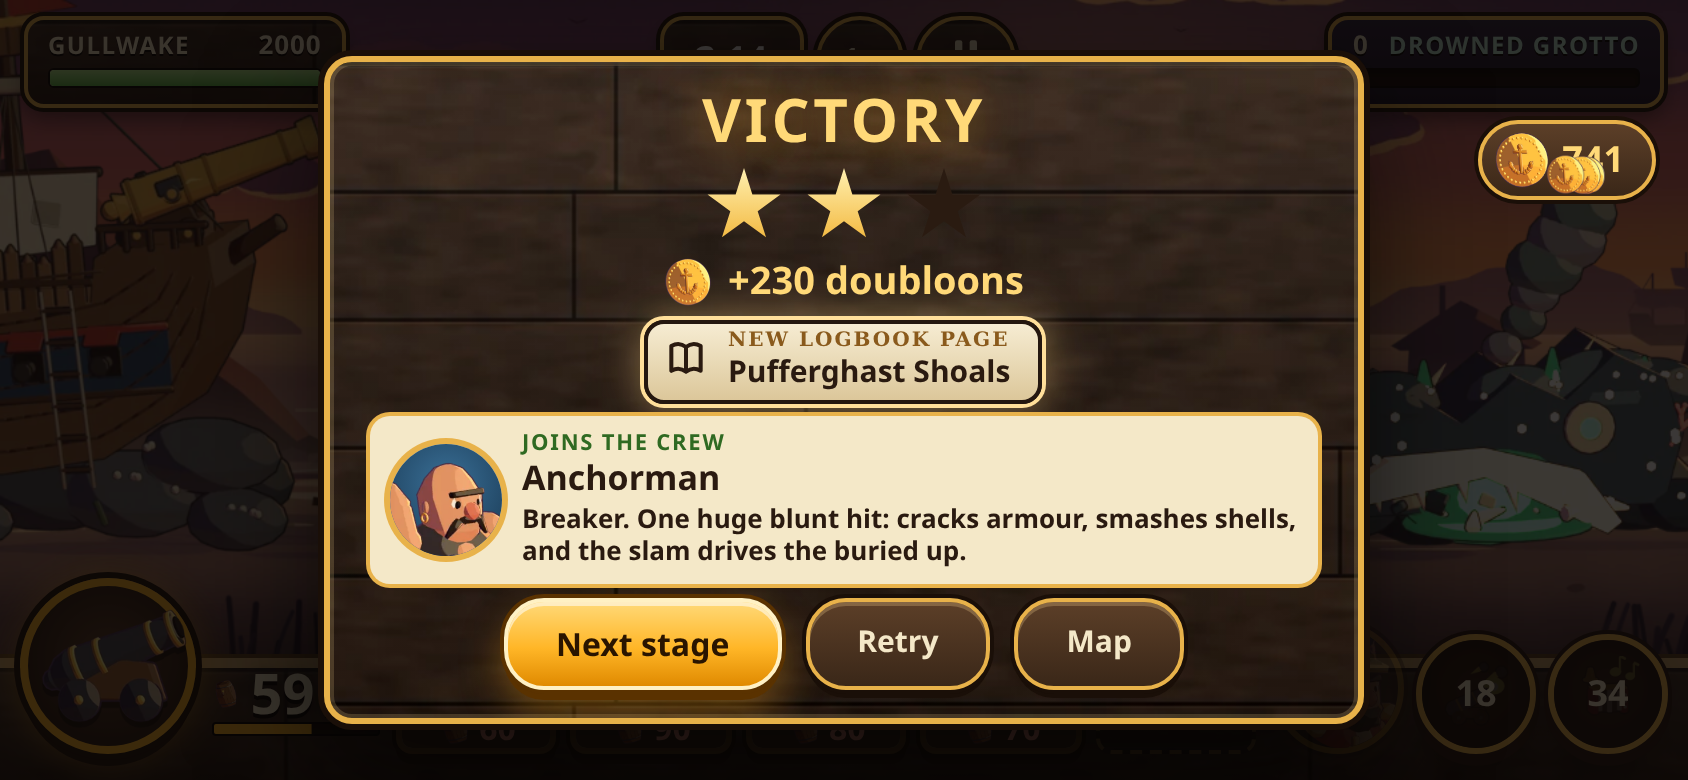 GULLWAKE 2000
0 DROWNED GROTTO
VICTORY
+230 doubloons
NEW LOGBOOK PAGE
Pufferghast Shoals
JOINS THE CREW
Anchorman
Breaker. One huge blunt hit: cracks armour, smashes shells,
and the slam drives the buried up.
Next stage
Retry
Map
59
18
34